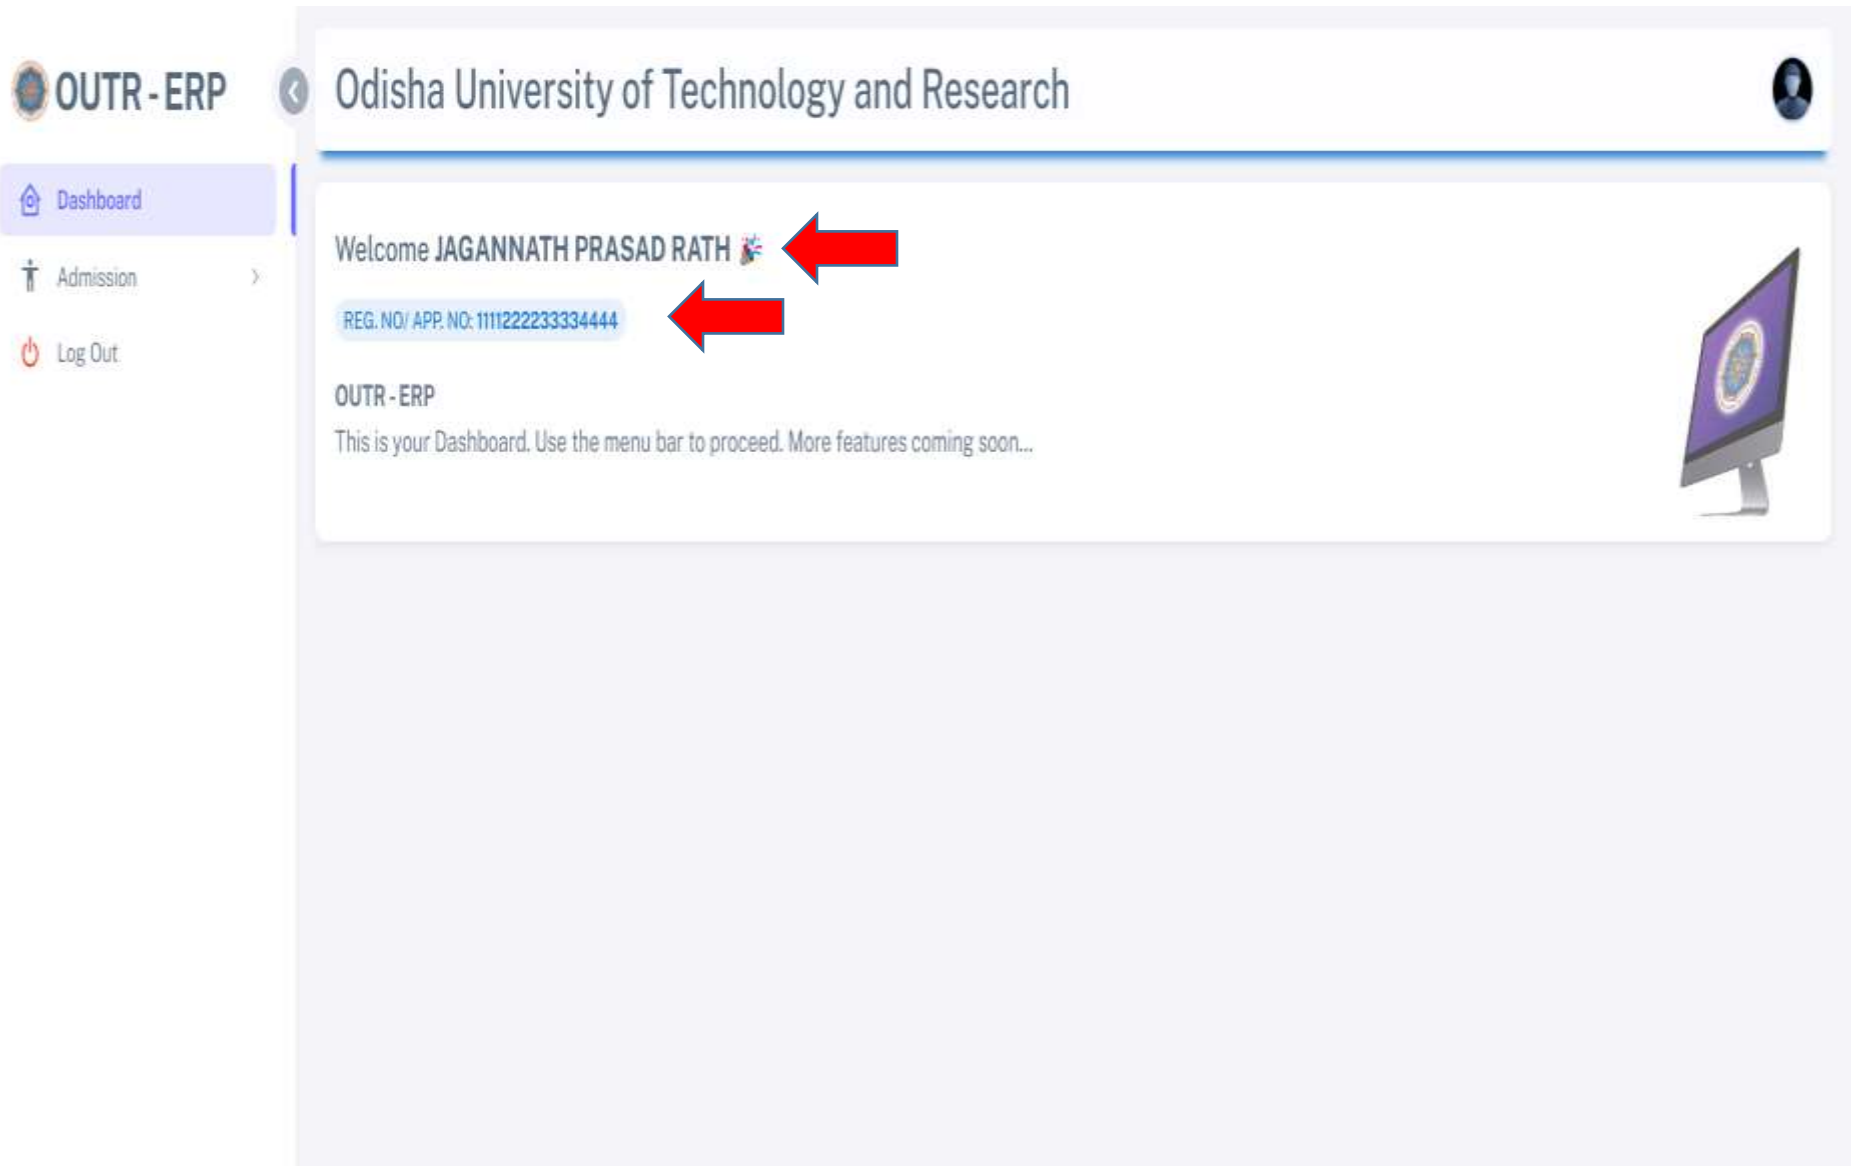 OUTR - ERP
Odisha University of Technology and Research
Dashboard
Admission
Log Out
Welcome JAGANNATH PRASAD RATH 🎉
REG. NO/ APP. NO: 1111222233334444
OUTR - ERP
This is your Dashboard. Use the menu bar to proceed. More features coming soon...